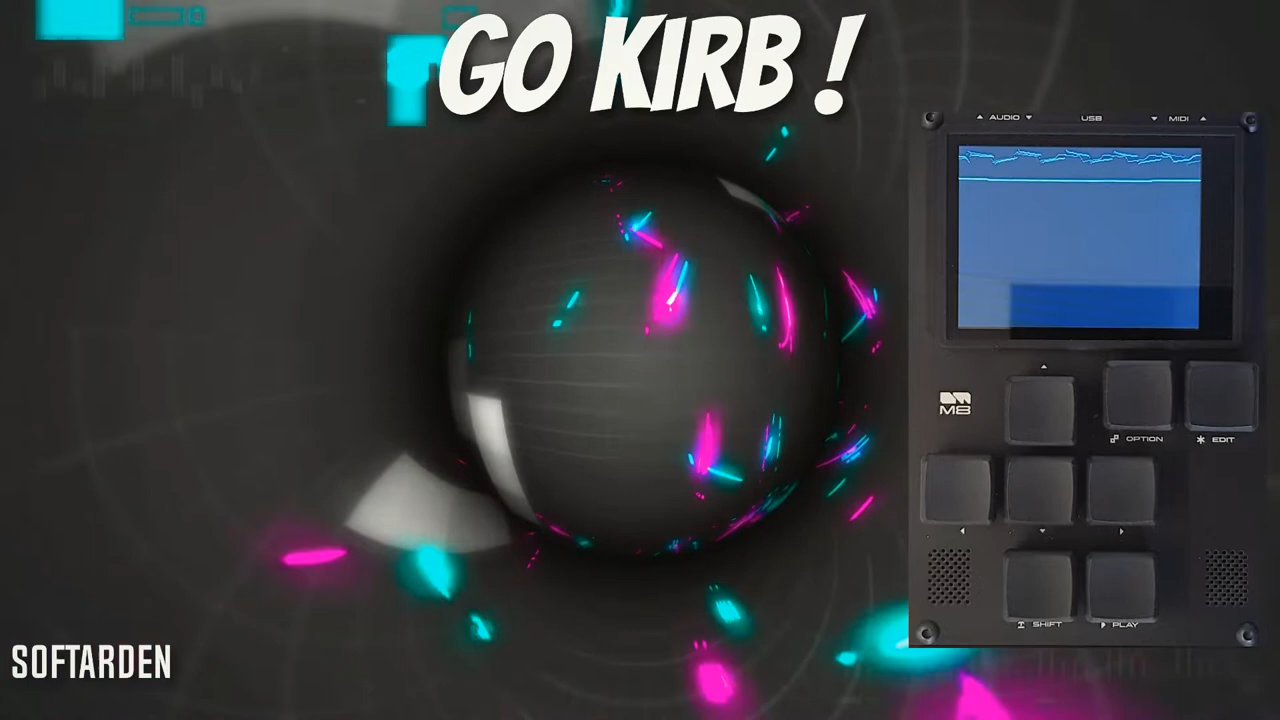 GO KIRB !
AUDIO
USB
MIDI
M8
OPTION
EDIT
SHIFT
PLAY
SOFTARDEN